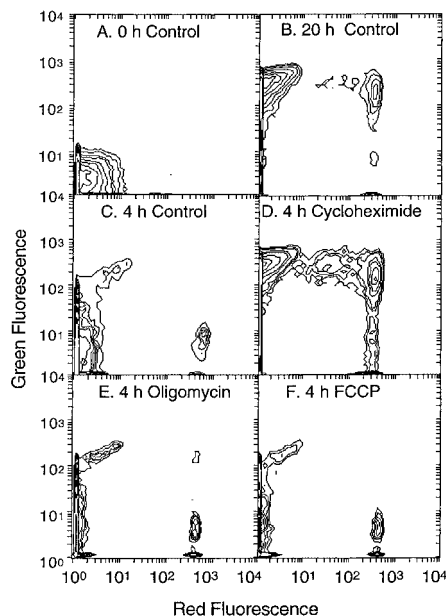 A. 0 h Control
B. 20 h Control
10⁴
10³
10²
10¹
10⁴
C. 4 h Control
D. 4 h Cycloheximide
10³
10²
10¹
10⁴
E. 4 h Oligomycin
F. 4 h FCCP
10³
10²
10¹
10⁰
10⁰ 10¹ 10² 10³ 10⁴ 10⁰ 10¹ 10² 10³ 10⁴
Green Fluorescence
Red Fluorescence